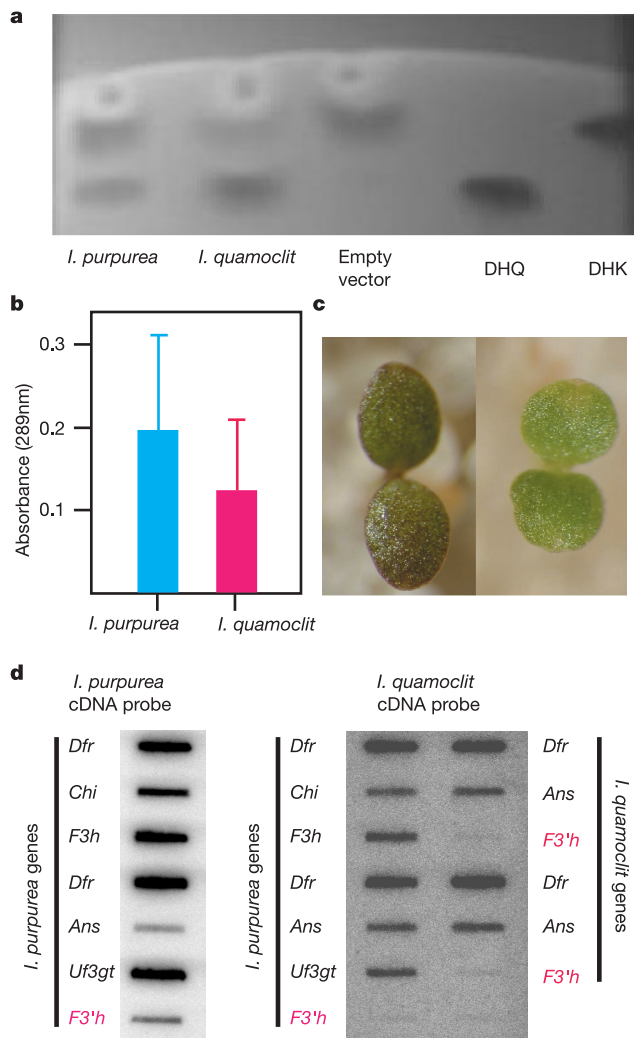 a
I. purpurea I. quamoclit Empty vector DHQ DHK
b
0.3
0.2
0.1
Absorbance (289nm)
I. purpurea I. quamoclit
c
d
I. purpurea
cDNA probe
I. purpurea genes
Dfr
Chi
F3h
Dfr
Ans
Uf3gt
F3'h
I. quamoclit
cDNA probe
I. purpurea genes
Dfr
Chi
F3h
Dfr
Ans
Uf3gt
F3'h
Dfr
Ans
F3'h
Dfr
Ans
F3'h
I. quamoclit genes